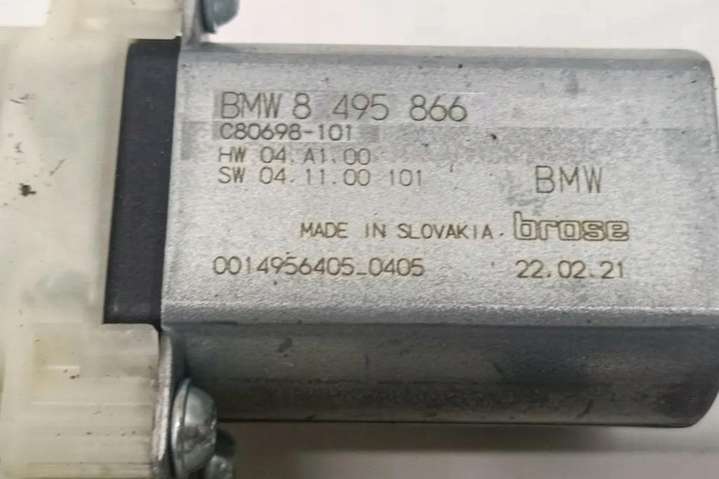 BMW 8 495 866
C80698-101
HW 04.A1.00
SW 04.11.00 101
BMW
MADE IN SLOVAKIA. brose
0014956405_0405 22.02.21